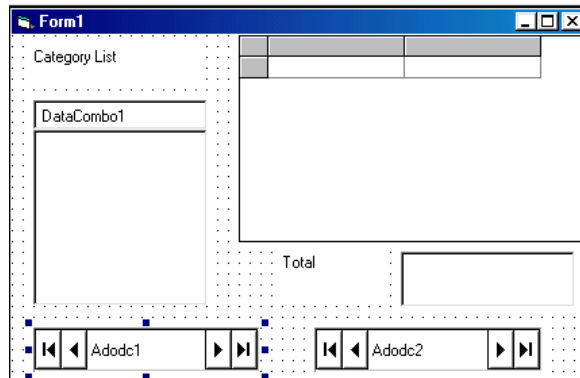 Form1
Category List
DataCombo1
Total
Adodc1
Adodc2